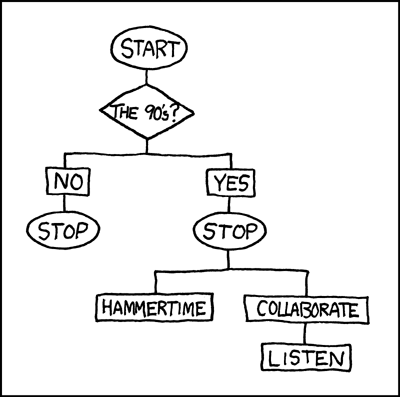 START
THE 90's?
NO
YES
STOP
STOP
HAMMERTIME
COLLABORATE
LISTEN